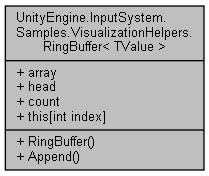 UnityEngine.InputSystem.
Samples.VisualizationHelpers.
RingBuffer< TValue >
+ array
+ head
+ count
+ this[int index]
+ RingBuffer()
+ Append()